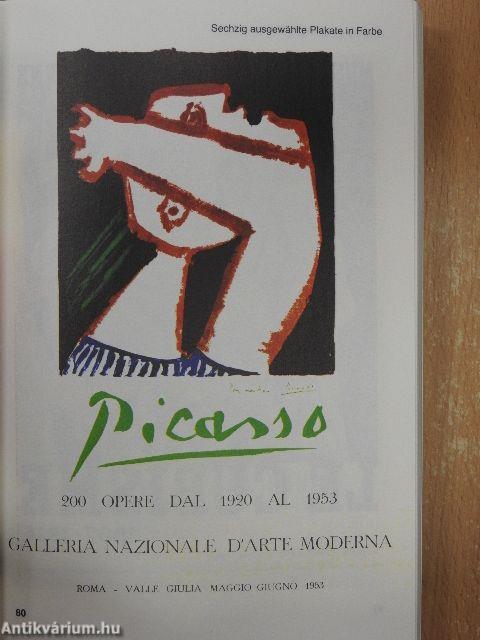 Sechzig ausgewählte Plakate in Farbe
Picasso
200 OPERE DAL 1920 AL 1953
GALLERIA NAZIONALE D'ARTE MODERNA
ROMA - VALLE GIULIA MAGGIO GIUGNO 1953
80
Antikvárium.hu